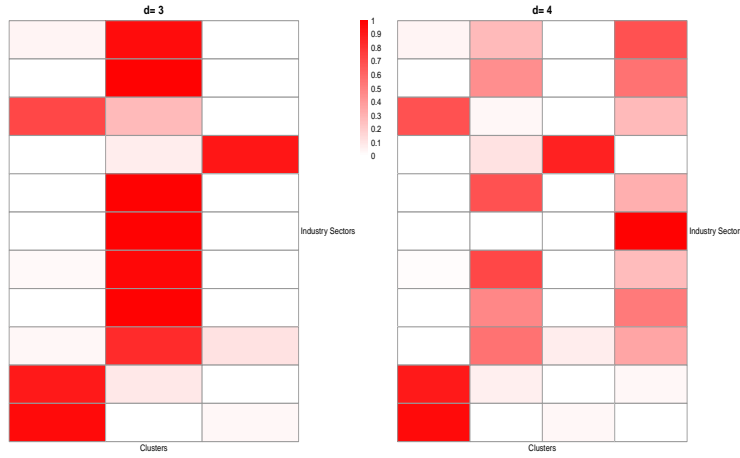 d= 3
d= 4
1
0.9
0.8
0.7
0.6
0.5
0.4
0.3
0.2
0.1
0
Industry Sectors
Industry Sector
Clusters
Clusters